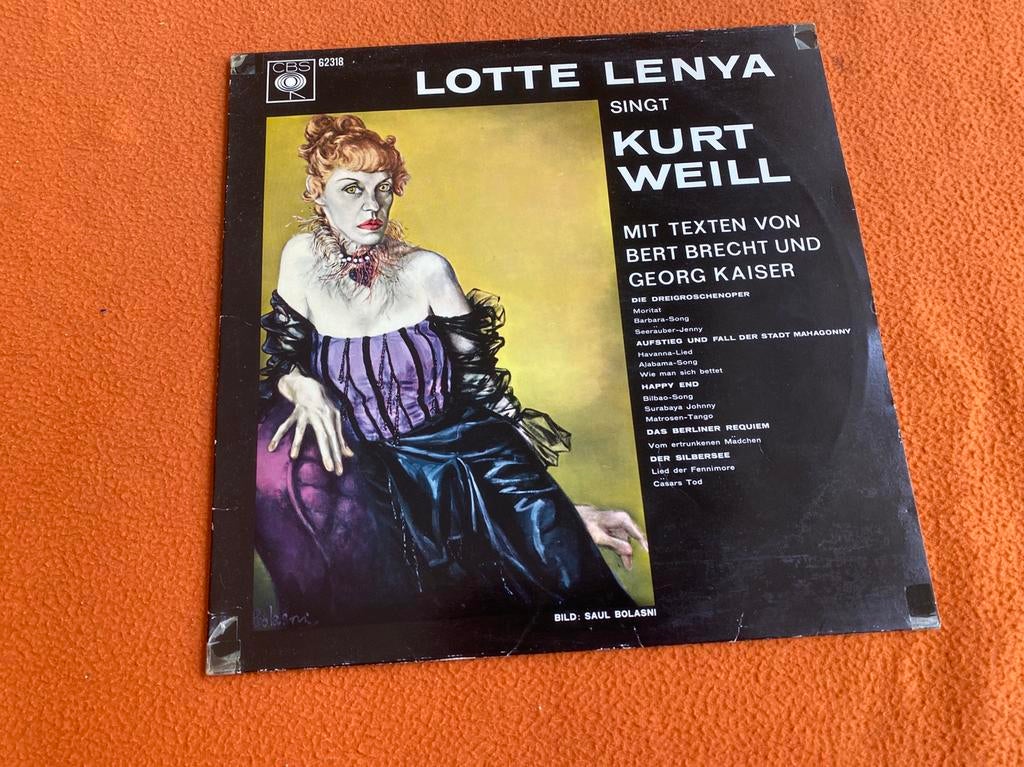 CBS
62318
LOTTE LENYA
SINGT
KURT
WEILL
MIT TEXTEN VON
BERT BRECHT UND
GEORG KAISER
DIE DREIGROSCHENOPER
Moritat
Barbara-Song
Seeräuber-Jenny
AUFSTIEG UND FALL DER STADT MAHAGONNY
Havanna-Lied
Alabama-Song
Wie man sich bettet
HAPPY END
Bilbao-Song
Surabaya Johnny
Matrosen-Tango
DAS BERLINER REQUIEM
Vom ertrunkenen Mädchen
DER SILBERSEE
Lied der Fennimore
Cäsars Tod
BILD: SAUL BOLASNI
Bolasni